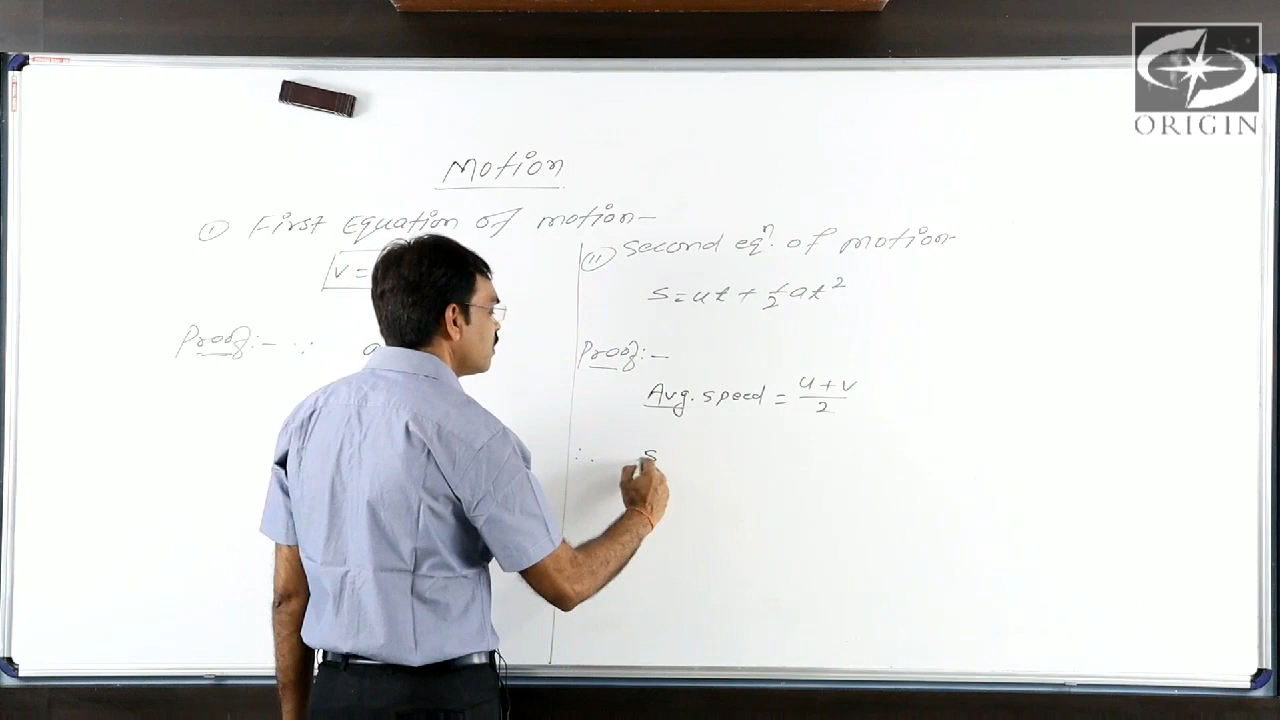 ORIGIN
Motion
(i) First Equation of motion-
v =
Proof:- ∵ a
(ii) Second eqⁿ. of motion-
s = ut + 1/2 at²
Proof:-
Avg. speed = u+v/2
∴ s